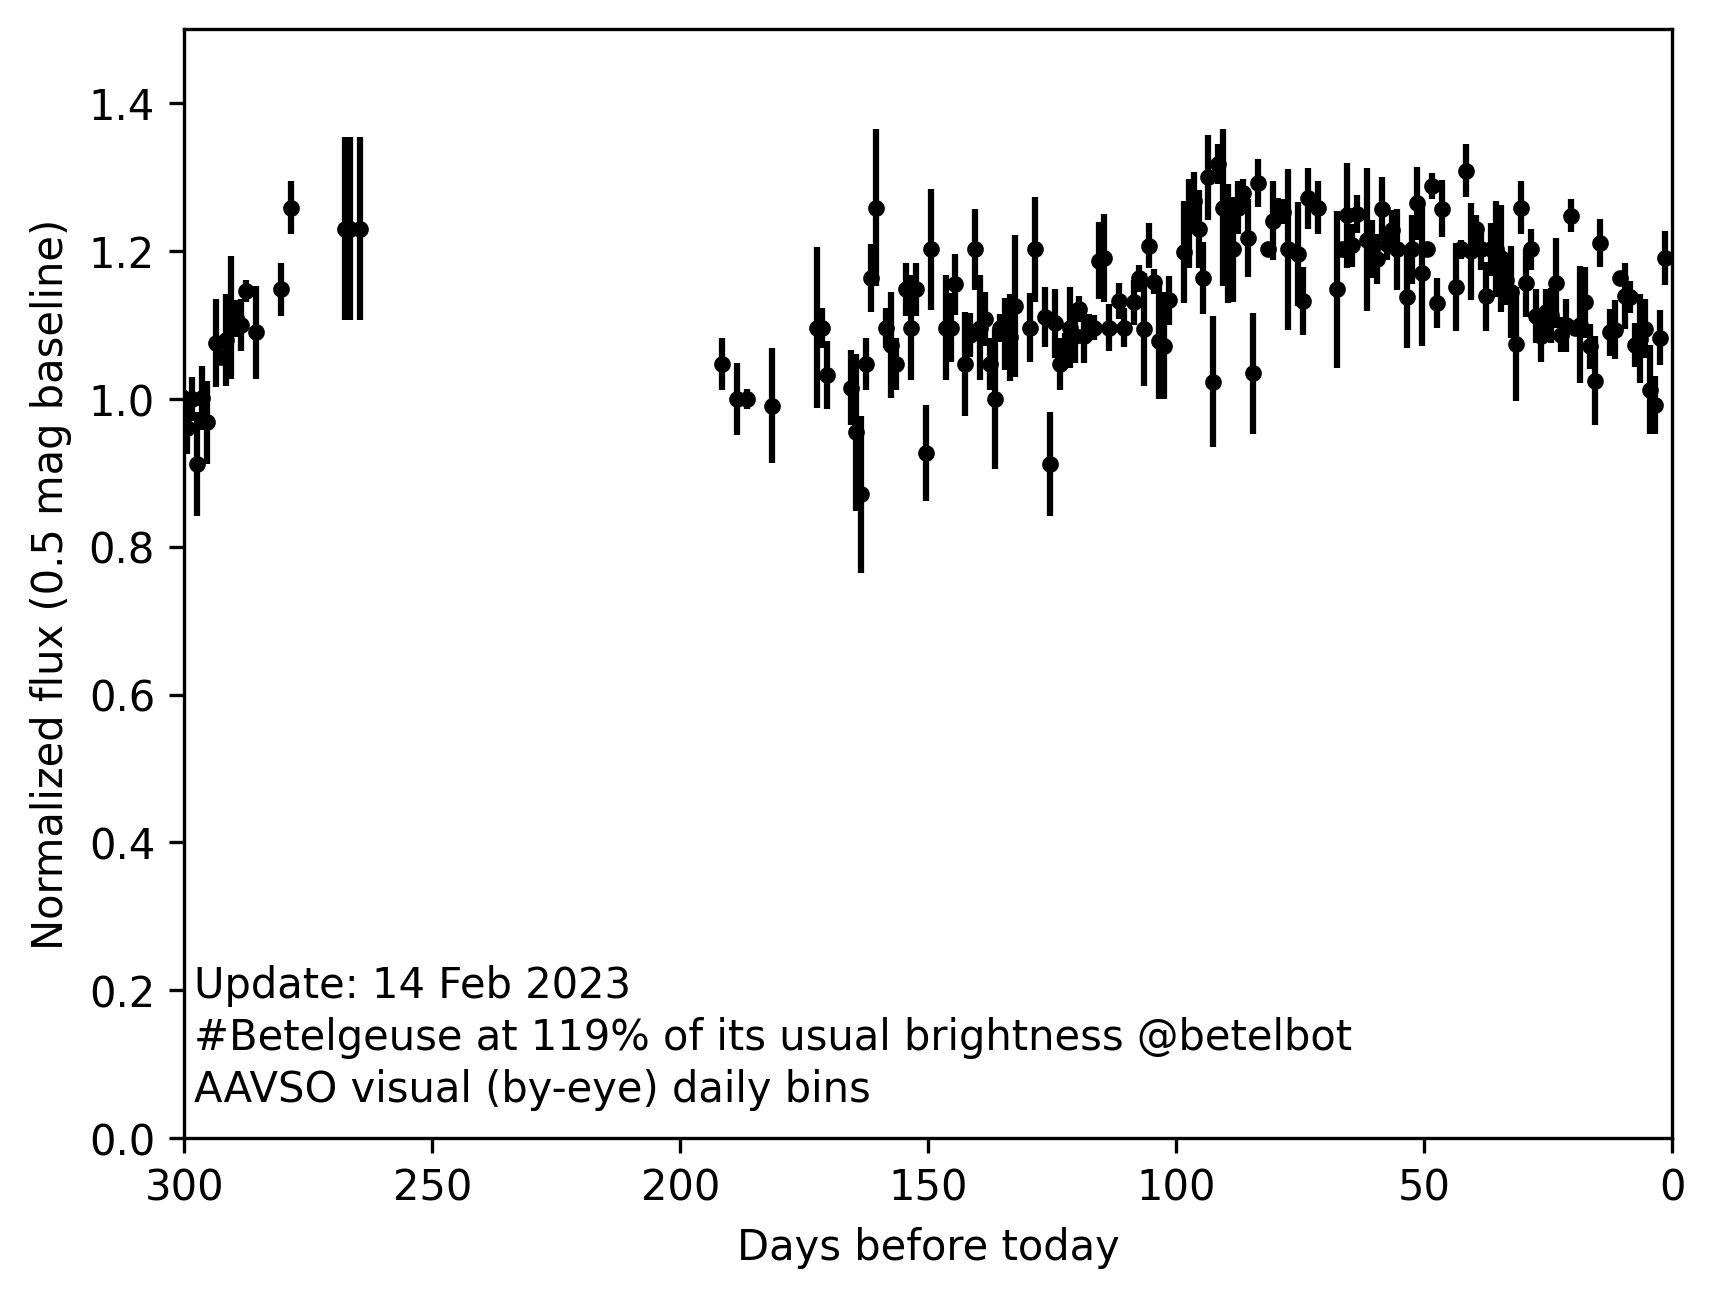 1.4
1.2
1.0
0.8
0.6
0.4
0.2
0.0
Normalized flux (0.5 mag baseline)
Update: 14 Feb 2023
#Betelgeuse at 119% of its usual brightness @betelbot
AAVSO visual (by-eye) daily bins
300 250 200 150 100 50 0
Days before today